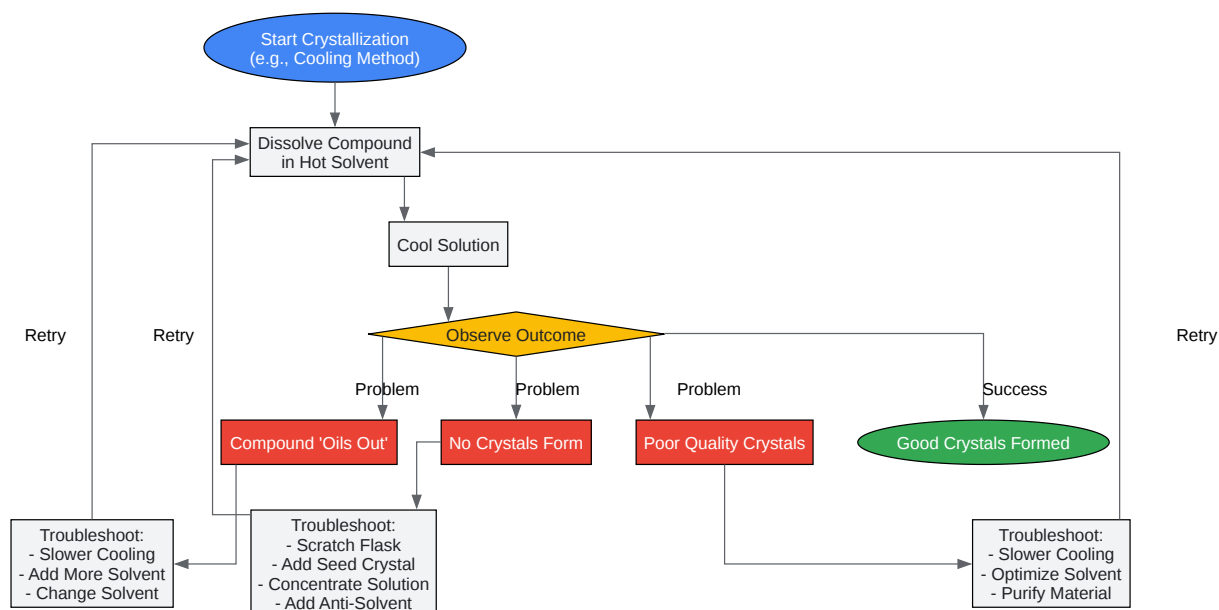 Start Crystallization
(e.g., Cooling Method)
Dissolve Compound
in Hot Solvent
Cool Solution
Retry
Retry
Observe Outcome
Retry
Problem
Problem
Problem
Success
Compound 'Oils Out'
No Crystals Form
Poor Quality Crystals
Good Crystals Formed
Troubleshoot:
- Slower Cooling
- Add More Solvent
- Change Solvent
Troubleshoot:
- Scratch Flask
- Add Seed Crystal
- Concentrate Solution
- Add Anti-Solvent
Troubleshoot:
- Slower Cooling
- Optimize Solvent
- Purify Material